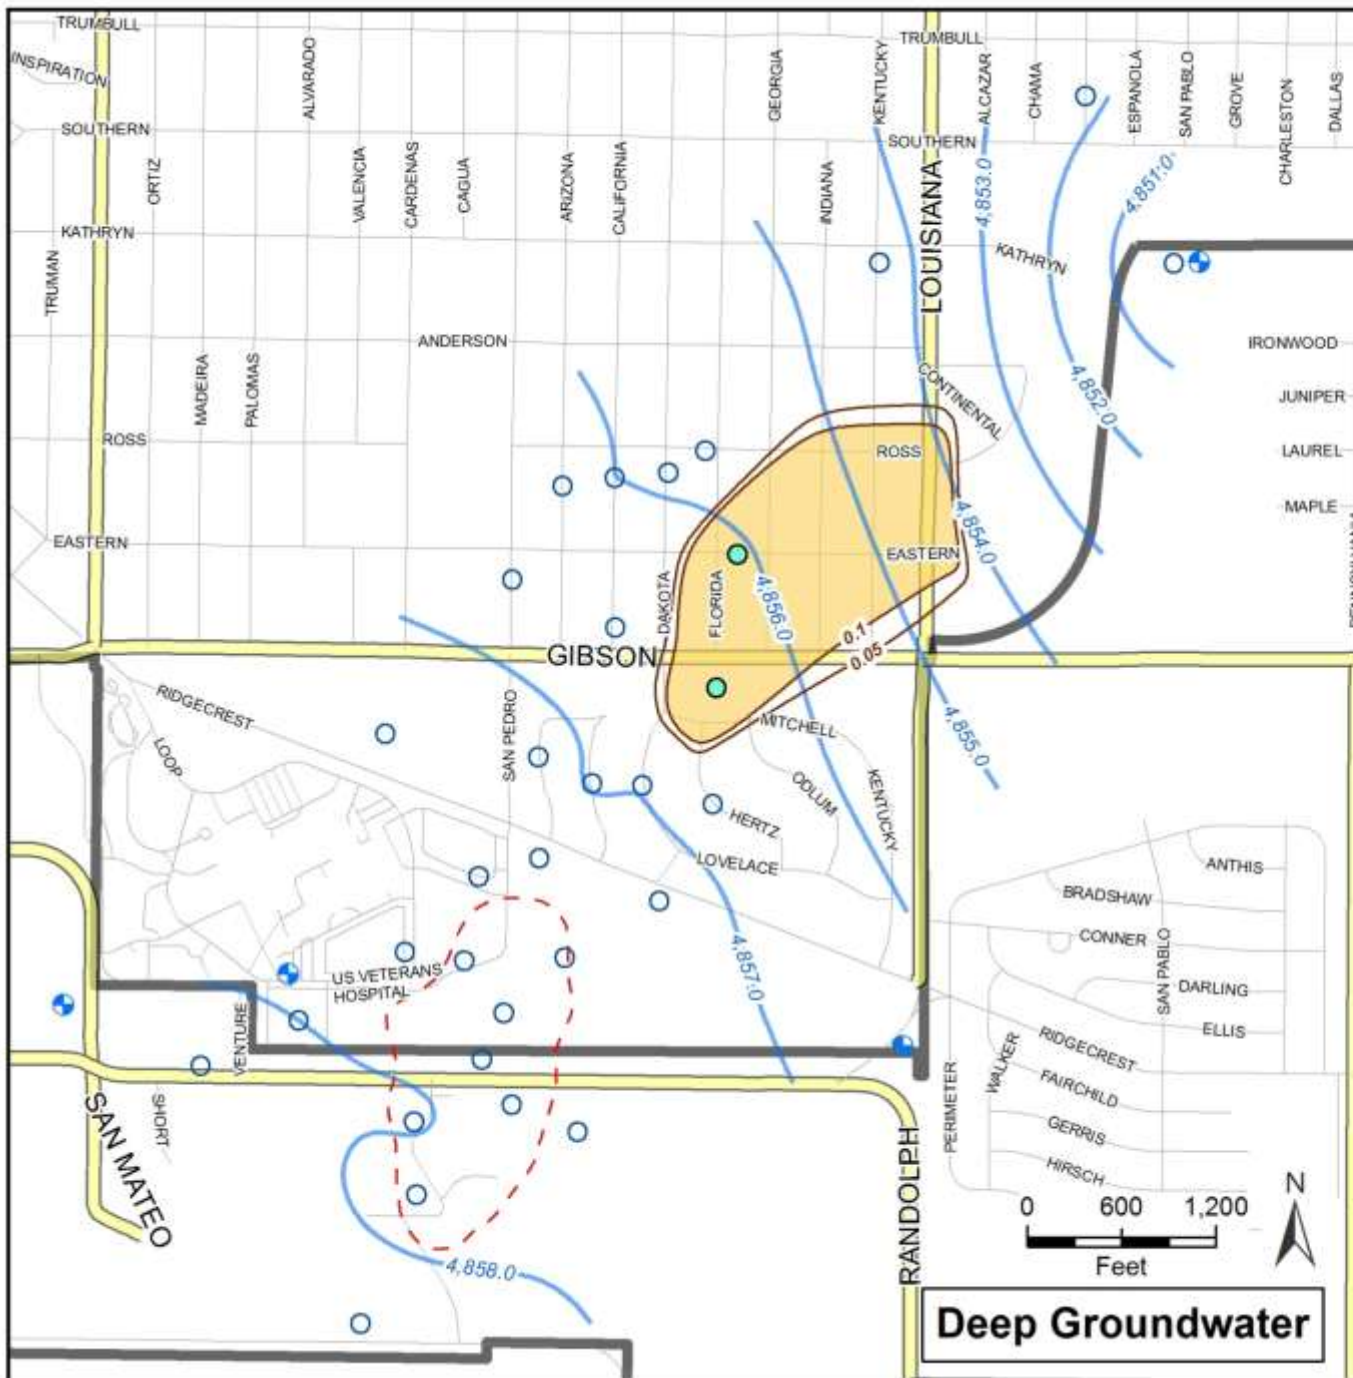 TRUMBULL
TRUMBULL
INSPIRATION
ALVARADO
GEORGIA
KENTUCKY
ALCAZAR
CHAMA
ESPANOLA
SAN PABLO
GROVE
CHARLESTON
DALLAS
SOUTHERN
SOUTHERN
ORTIZ
VALENCIA
CARDENAS
CAGUA
ARIZONA
CALIFORNIA
INDIANA
LOUISIANA
4,853.0
4,851.0
KATHRYN
KATHRYN
TRUMAN
ANDERSON
IRONWOOD
MADEIRA
PALOMAS
CONTINENTAL
4,852.0
JUNIPER
ROSS
ROSS
LAUREL
MAPLE
EASTERN
EASTERN
4,854.0
DAKOTA
FLORIDA
4,856.0
0.1
0.05
GIBSON
RIDGECREST
LOOP
SAN PEDRO
MITCHELL
4,855.0
ODLUM
KENTUCKY
HERTZ
LOVELACE
ANTHIS
BRADSHAW
CONNER
4,857.0
US VETERANS
HOSPITAL
SAN PABLO
DARLING
ELLIS
VENTURE
RIDGECREST
WALKER
PERIMETER
FAIRCHILD
SHORT
SAN MATEO
GERRIS
HIRSCH
RANDOLPH
N
0 600 1,200
Feet
4,858.0
Deep Groundwater